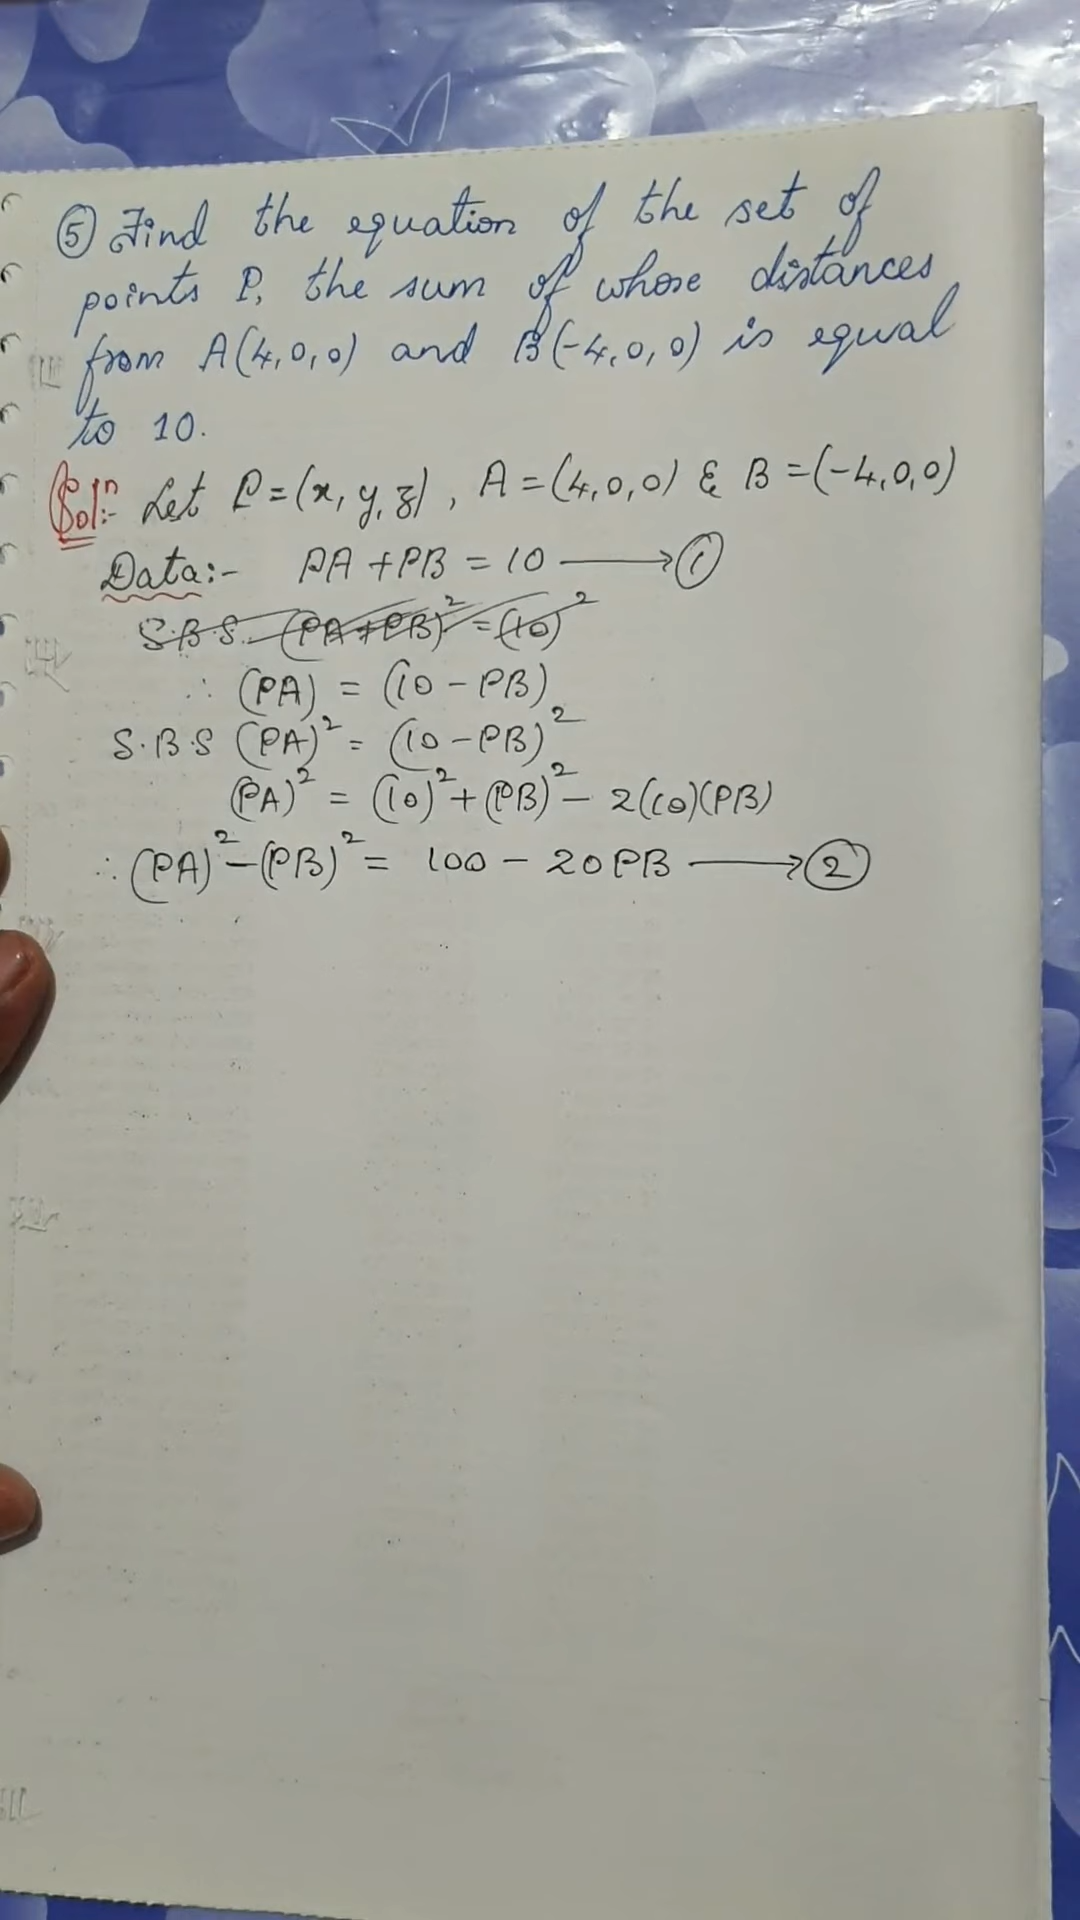 ⑤ Find the equation of the set of
points P, the sum of whose distances
from A(4,0,0) and B(-4,0,0) is equal
to 10.
Solⁿ:- Let P=(x, y, z), A=(4,0,0) & B=(-4,0,0)
Data:- PA + PB = 10 ⟶ ①
S.B.S. (PA+PB)² = (10)²
∴ (PA) = (10 - PB)
S.B.S (PA)² = (10 - PB)²
(PA)² = (10)² + (PB)² - 2(10)(PB)
∴ (PA)² - (PB)² = 100 - 20PB ⟶ ②